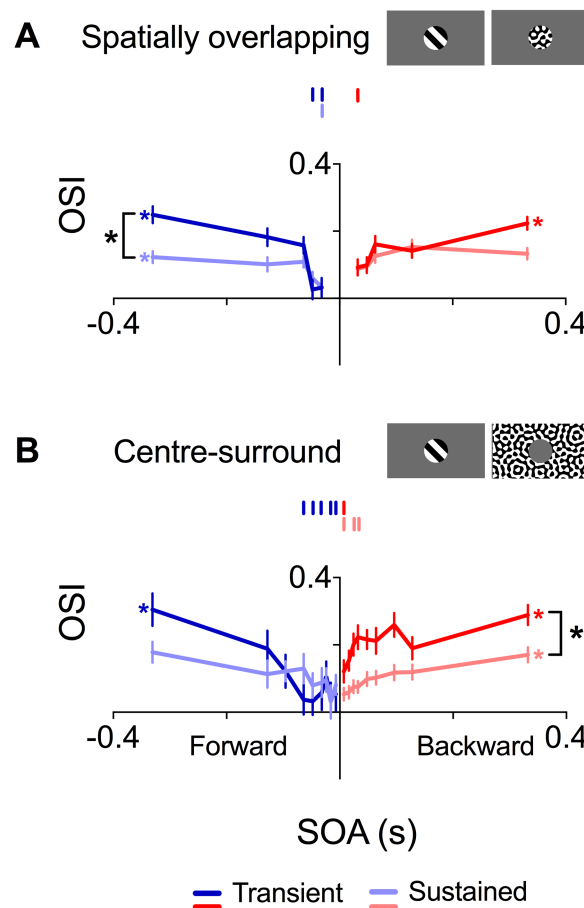 A Spatially overlapping
0.4
OSI
*
*
*
*
-0.4
0.4
B Centre-surround
0.4
OSI
*
*
*
*
-0.4
Forward
Backward
0.4
SOA (s)
Transient
Sustained